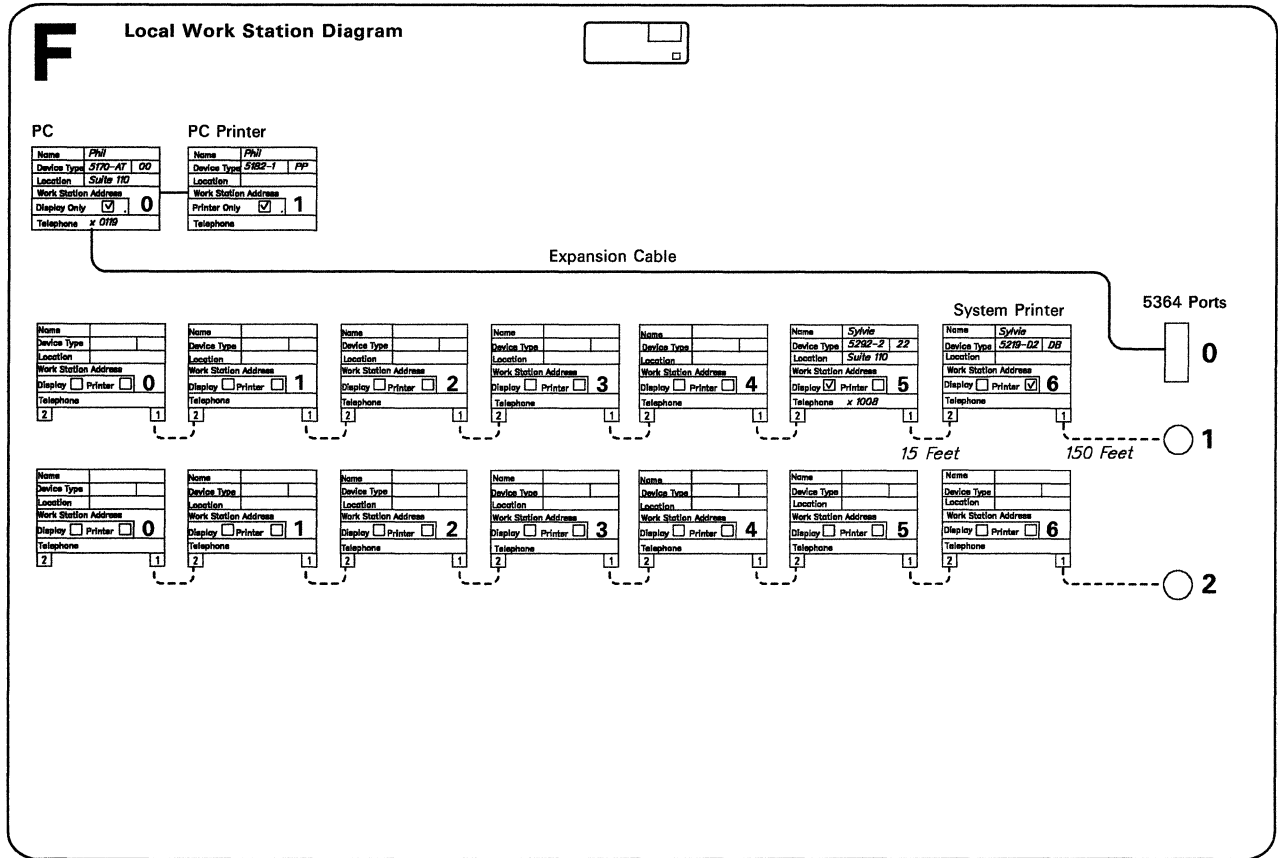 F
Local Work Station Diagram
PC
PC Printer
Name Phil
Device Type 5170-AT 00
Location Suite 110
Work Station Address
Display Only ☑ 0
Telephone x 0119
Name Phil
Device Type 5182-1 PP
Location
Work Station Address
Printer Only ☑ 1
Telephone
Expansion Cable
5364 Ports
0
System Printer
Name
Device Type
Location
Work Station Address
Display ☐ Printer ☐ 0
Telephone
2 1
Name
Device Type
Location
Work Station Address
Display ☐ Printer ☐ 1
Telephone
2 1
Name
Device Type
Location
Work Station Address
Display ☐ Printer ☐ 2
Telephone
2 1
Name
Device Type
Location
Work Station Address
Display ☐ Printer ☐ 3
Telephone
2 1
Name
Device Type
Location
Work Station Address
Display ☐ Printer ☐ 4
Telephone
2 1
Name Sylvie
Device Type 5292-2 22
Location Suite 110
Work Station Address
Display ☑ Printer ☐ 5
Telephone x 1008
2 1
Name Sylvie
Device Type 5219-D2 DB
Location
Work Station Address
Display ☐ Printer ☑ 6
Telephone
2 1
15 Feet
150 Feet
1
Name
Device Type
Location
Work Station Address
Display ☐ Printer ☐ 0
Telephone
2 1
Name
Device Type
Location
Work Station Address
Display ☐ Printer ☐ 1
Telephone
2 1
Name
Device Type
Location
Work Station Address
Display ☐ Printer ☐ 2
Telephone
2 1
Name
Device Type
Location
Work Station Address
Display ☐ Printer ☐ 3
Telephone
2 1
Name
Device Type
Location
Work Station Address
Display ☐ Printer ☐ 4
Telephone
2 1
Name
Device Type
Location
Work Station Address
Display ☐ Printer ☐ 5
Telephone
2 1
Name
Device Type
Location
Work Station Address
Display ☐ Printer ☐ 6
Telephone
2 1
2